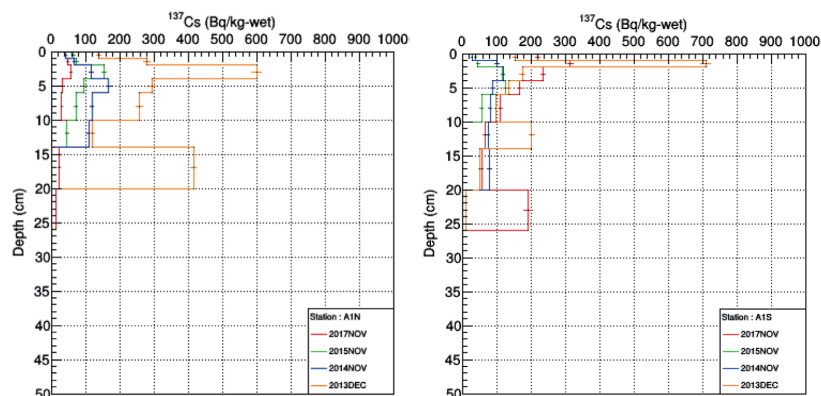 ¹³⁷Cs (Bq/kg-wet)
0 100 200 300 400 500 600 700 800 900 1000
0
5
10
15
20
25
30
35
40
45
50
Depth (cm)
Station : A1N
2017NOV
2015NOV
2014NOV
2013DEC
¹³⁷Cs (Bq/kg-wet)
0 100 200 300 400 500 600 700 800 900 1000
0
5
10
15
20
25
30
35
40
45
50
Depth (cm)
Station : A1S
2017NOV
2015NOV
2014NOV
2013DEC